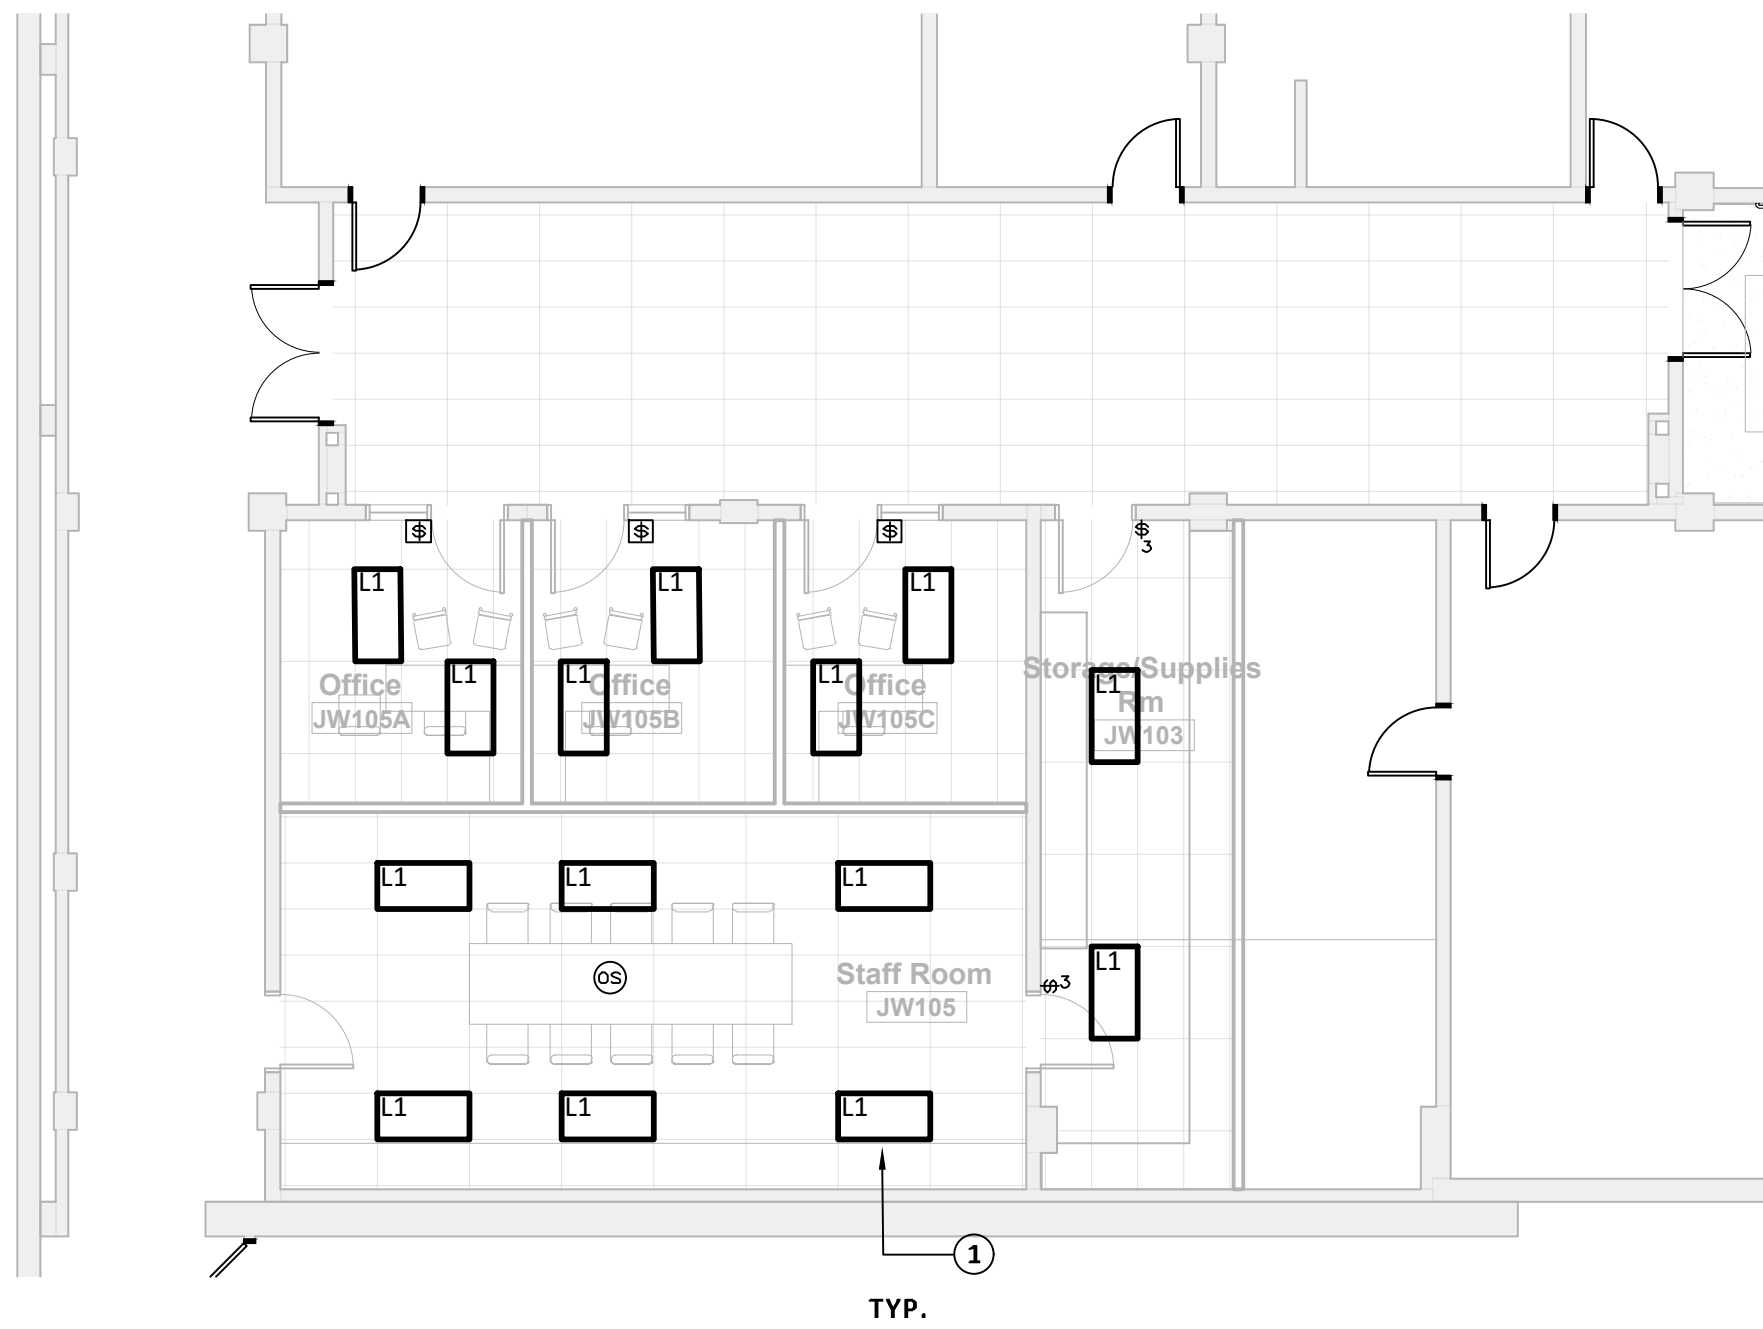 $ $ $ $
3
L1 L1 L1
L1 L1 L1
Office Office Office
JW105A JW105B JW105C
Storage/Supplies
L1
Rm
JW103
L1 L1 L1
L1
Staff Room
JW105
OS
$3
L1 L1 L1
1
TYP.